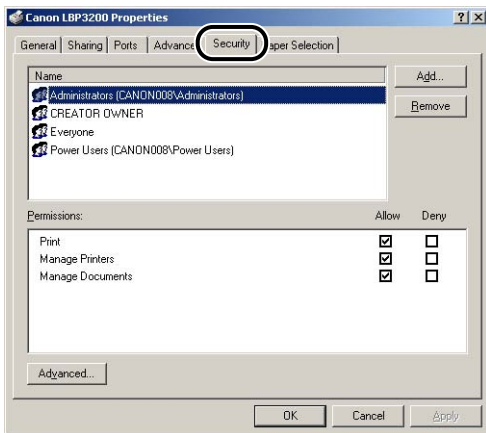 Canon LBP3200 Properties
General Sharing Ports Advance Security Paper Selection
Name
Administrators (CANON008\Administrators)
CREATOR OWNER
Everyone
Power Users (CANON008\Power Users)
Add...
Remove
Permissions: Allow Deny
Print
Manage Printers
Manage Documents
Advanced...
OK Cancel Apply